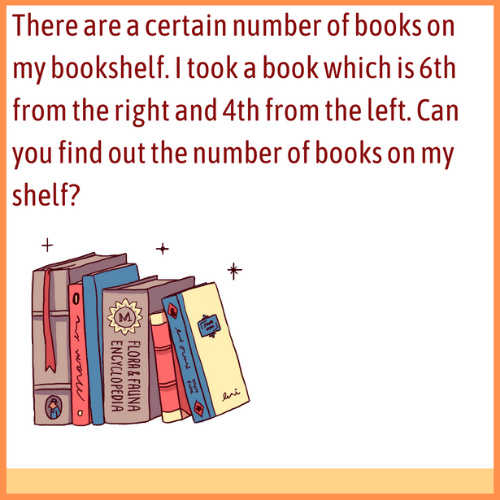 There are a certain number of books on
my bookshelf. I took a book which is 6th
from the right and 4th from the left. Can
you find out the number of books on my
shelf?
M
FLORA & FAUNA
ENCYCLOPEDIA